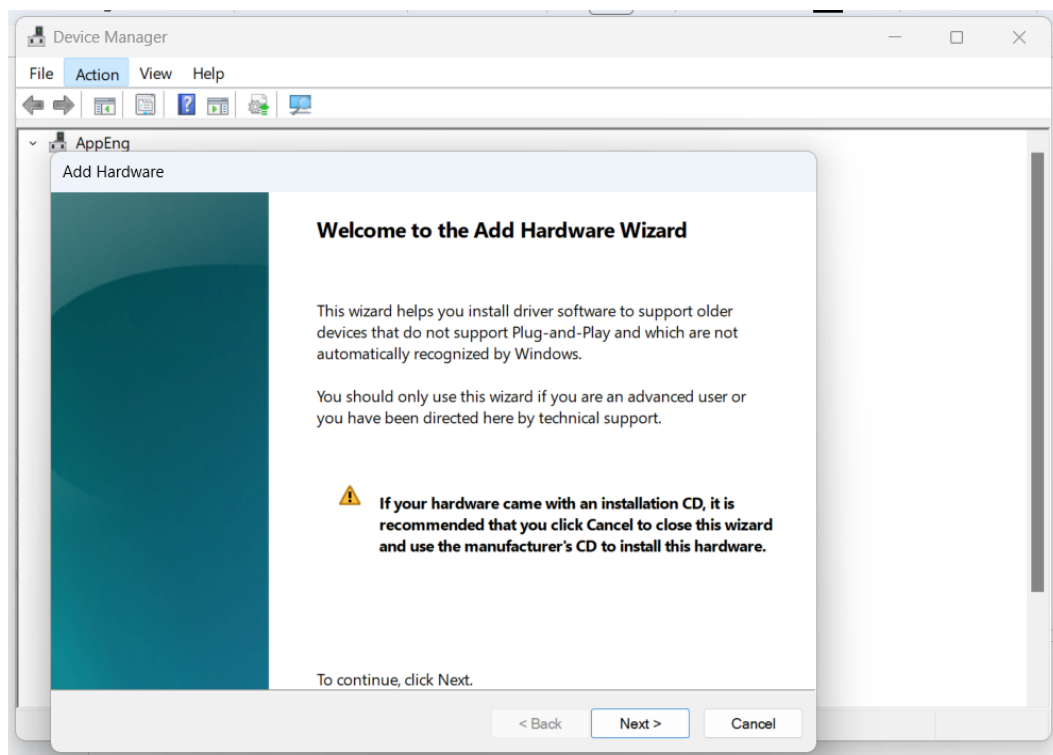 Device Manager
File Action View Help
AppEng
Add Hardware
Welcome to the Add Hardware Wizard
This wizard helps you install driver software to support older
devices that do not support Plug-and-Play and which are not
automatically recognized by Windows.
You should only use this wizard if you are an advanced user or
you have been directed here by technical support.
If your hardware came with an installation CD, it is
recommended that you click Cancel to close this wizard
and use the manufacturer's CD to install this hardware.
To continue, click Next.
< Back Next > Cancel